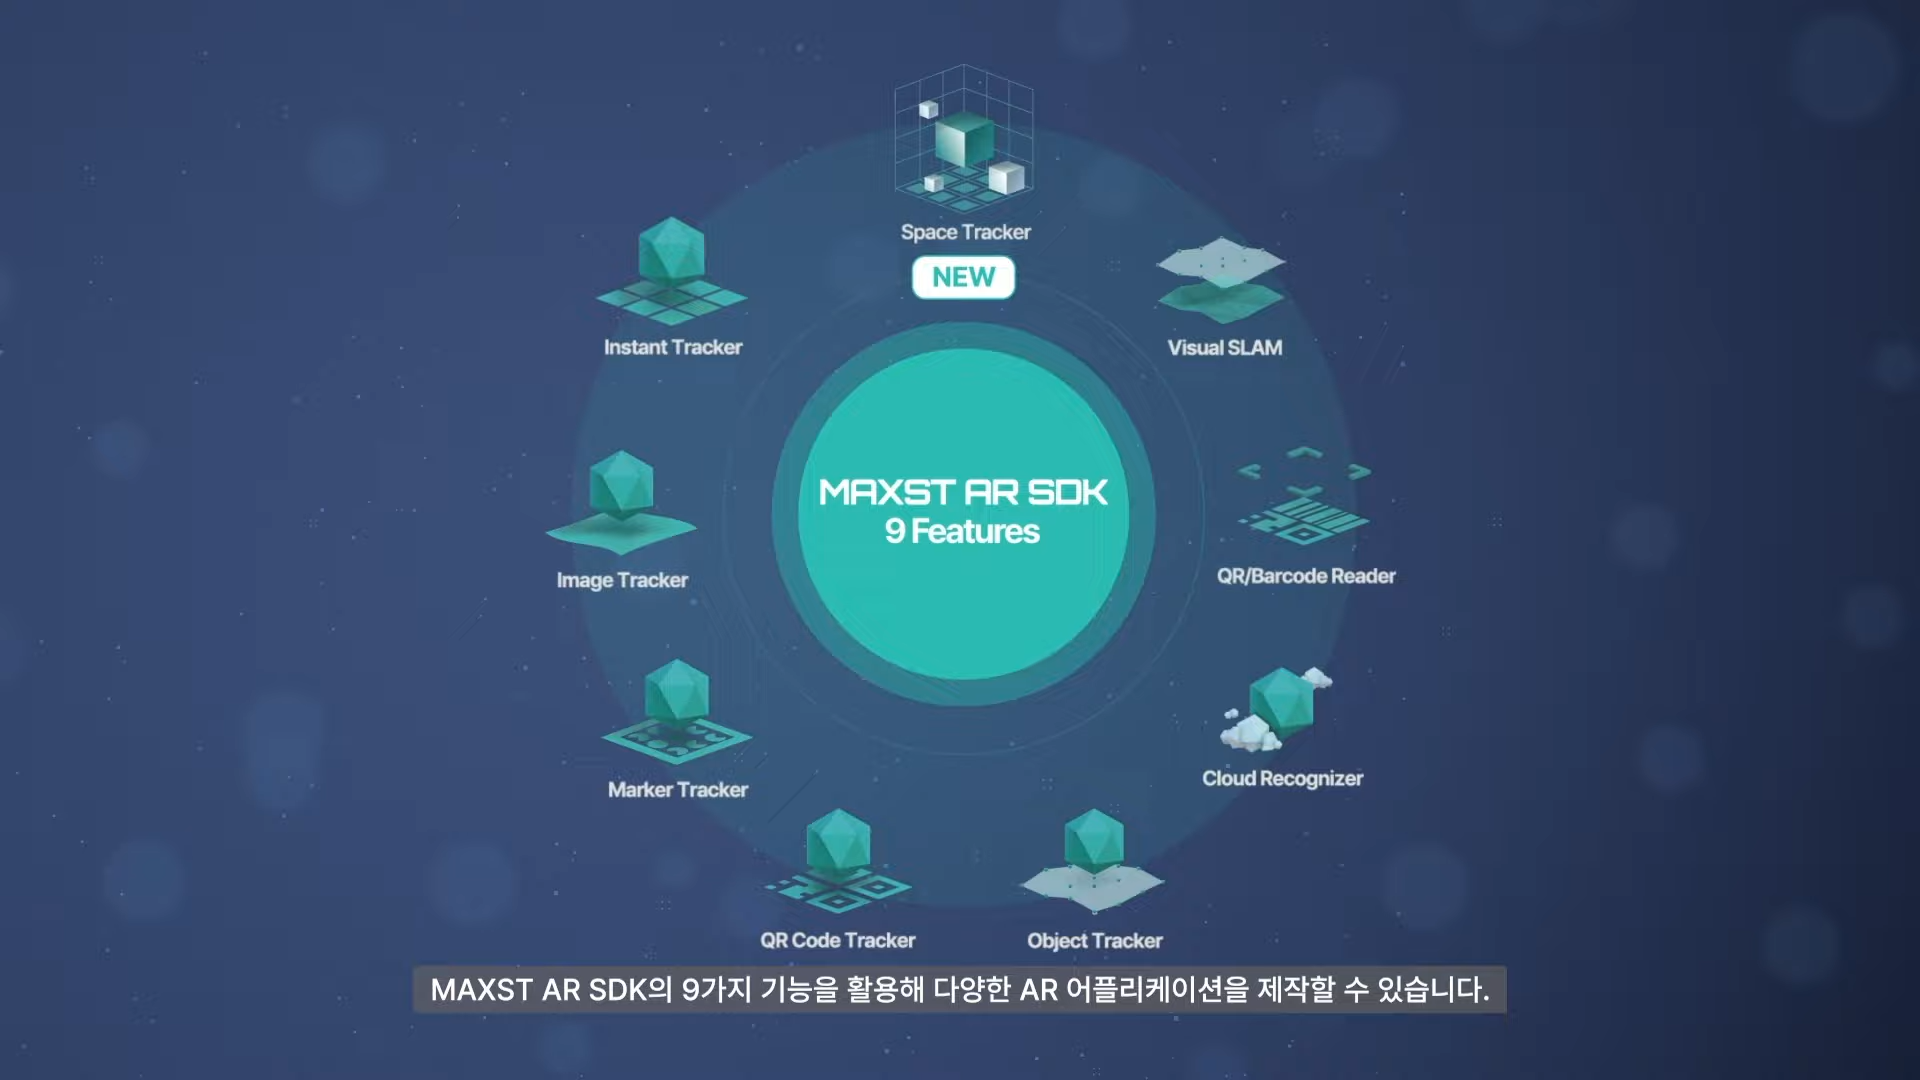 Space Tracker
NEW
Instant Tracker
Visual SLAM
MAXST AR SDK
9 Features
Image Tracker
QR/Barcode Reader
Marker Tracker
Cloud Recognizer
QR Code Tracker
Object Tracker
MAXST AR SDK의 9가지 기능을 활용해 다양한 AR 어플리케이션을 제작할 수 있습니다.